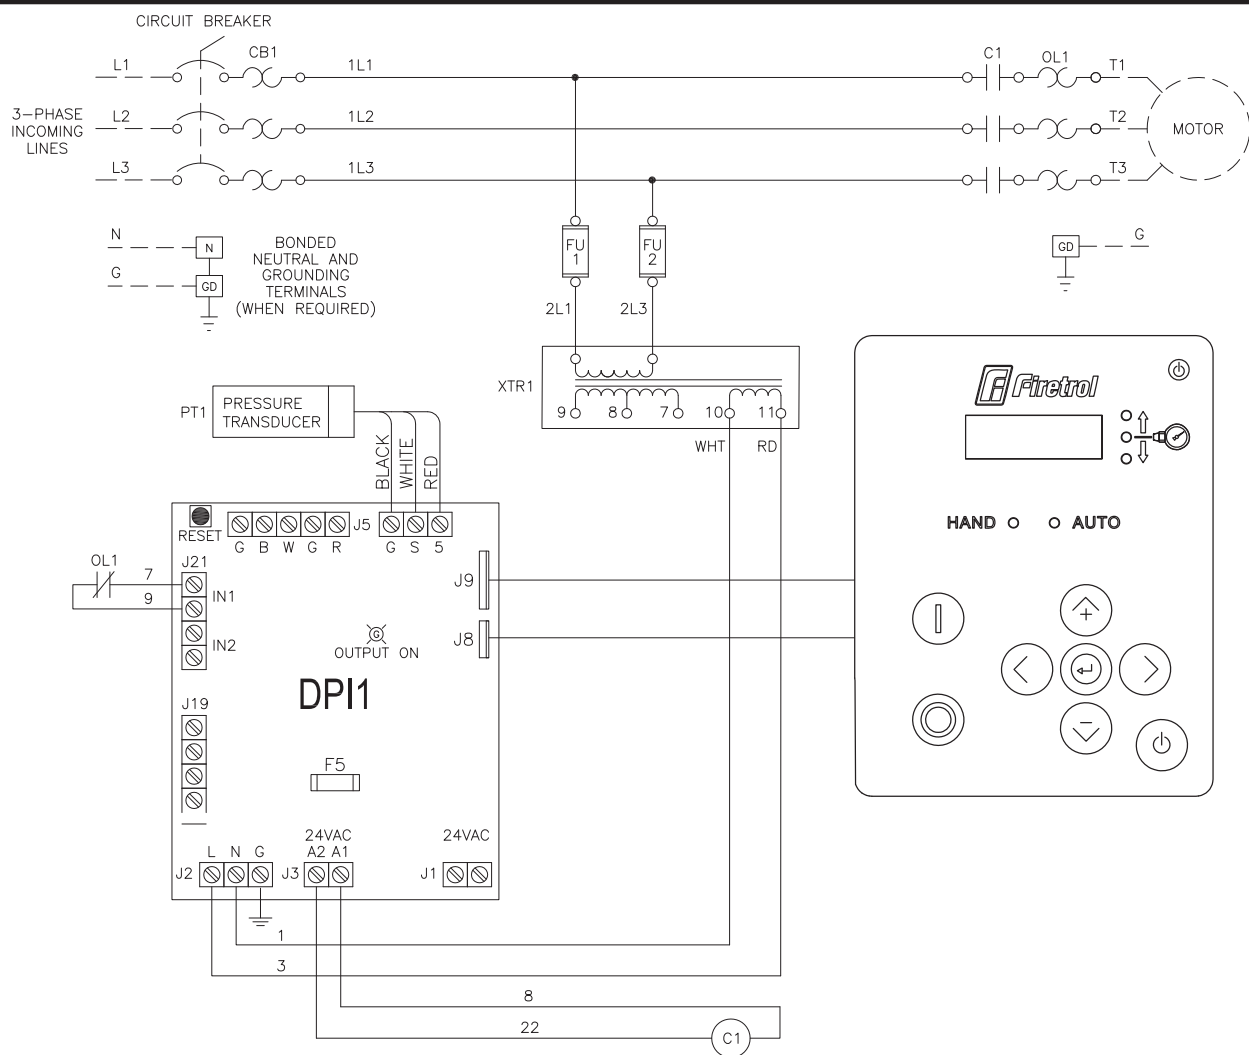 CIRCUIT BREAKER
CB1
C1
OL1
L1
1L1
T1
3-PHASE
INCOMING
LINES
L2
1L2
T2
MOTOR
L3
1L3
T3
N
N
G
GD
BONDED
NEUTRAL AND
GROUNDING
TERMINALS
(WHEN REQUIRED)
FU
1
FU
2
GD
G
2L1
2L3
XTR1
9
8
7
10
11
WHT
RD
PT1
PRESSURE
TRANSDUCER
BLACK
WHITE
RED
Firetrol
HAND
AUTO
RESET
J5
G
B
W
G
R
G
S
5
OL1
7
9
J21
IN1
IN2
J9
J8
G
OUTPUT ON
DPI1
J19
F5
24VAC
24VAC
L
N
G
A2
A1
J2
J3
J1
1
3
8
22
C1
+
−